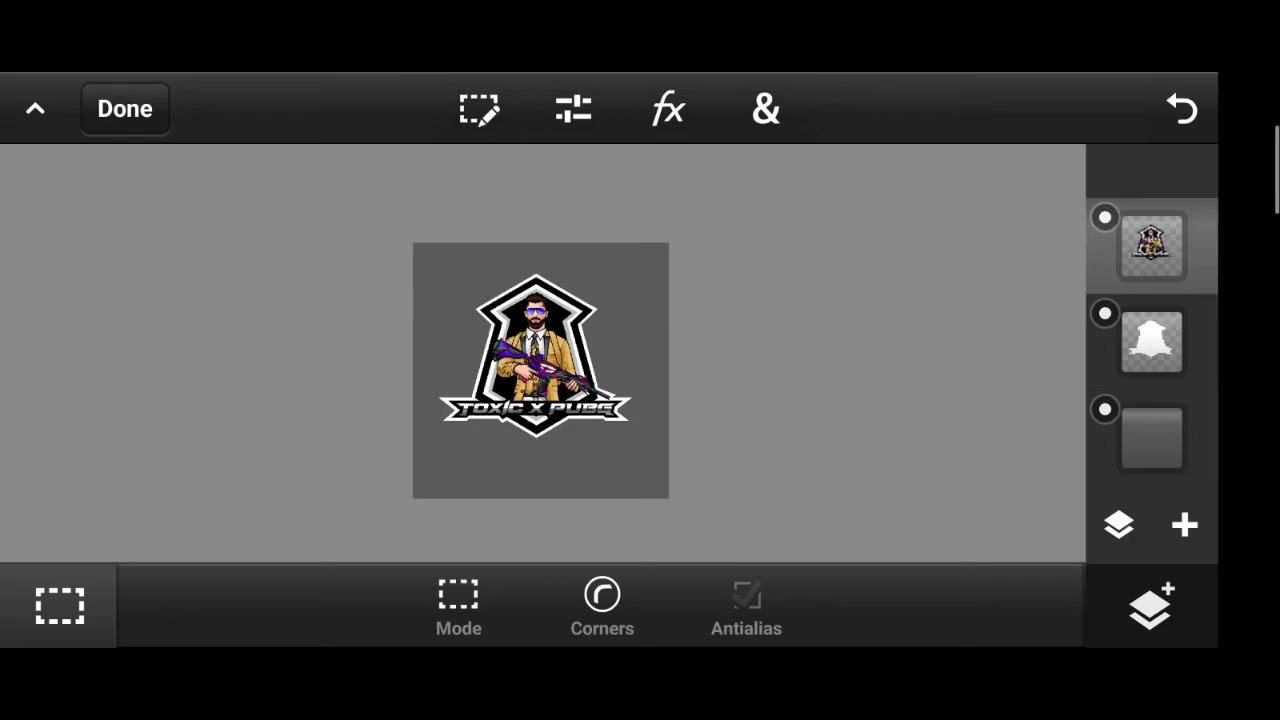 Done
fx
&
TOXIC X PUBG
Mode
Corners
Antialias